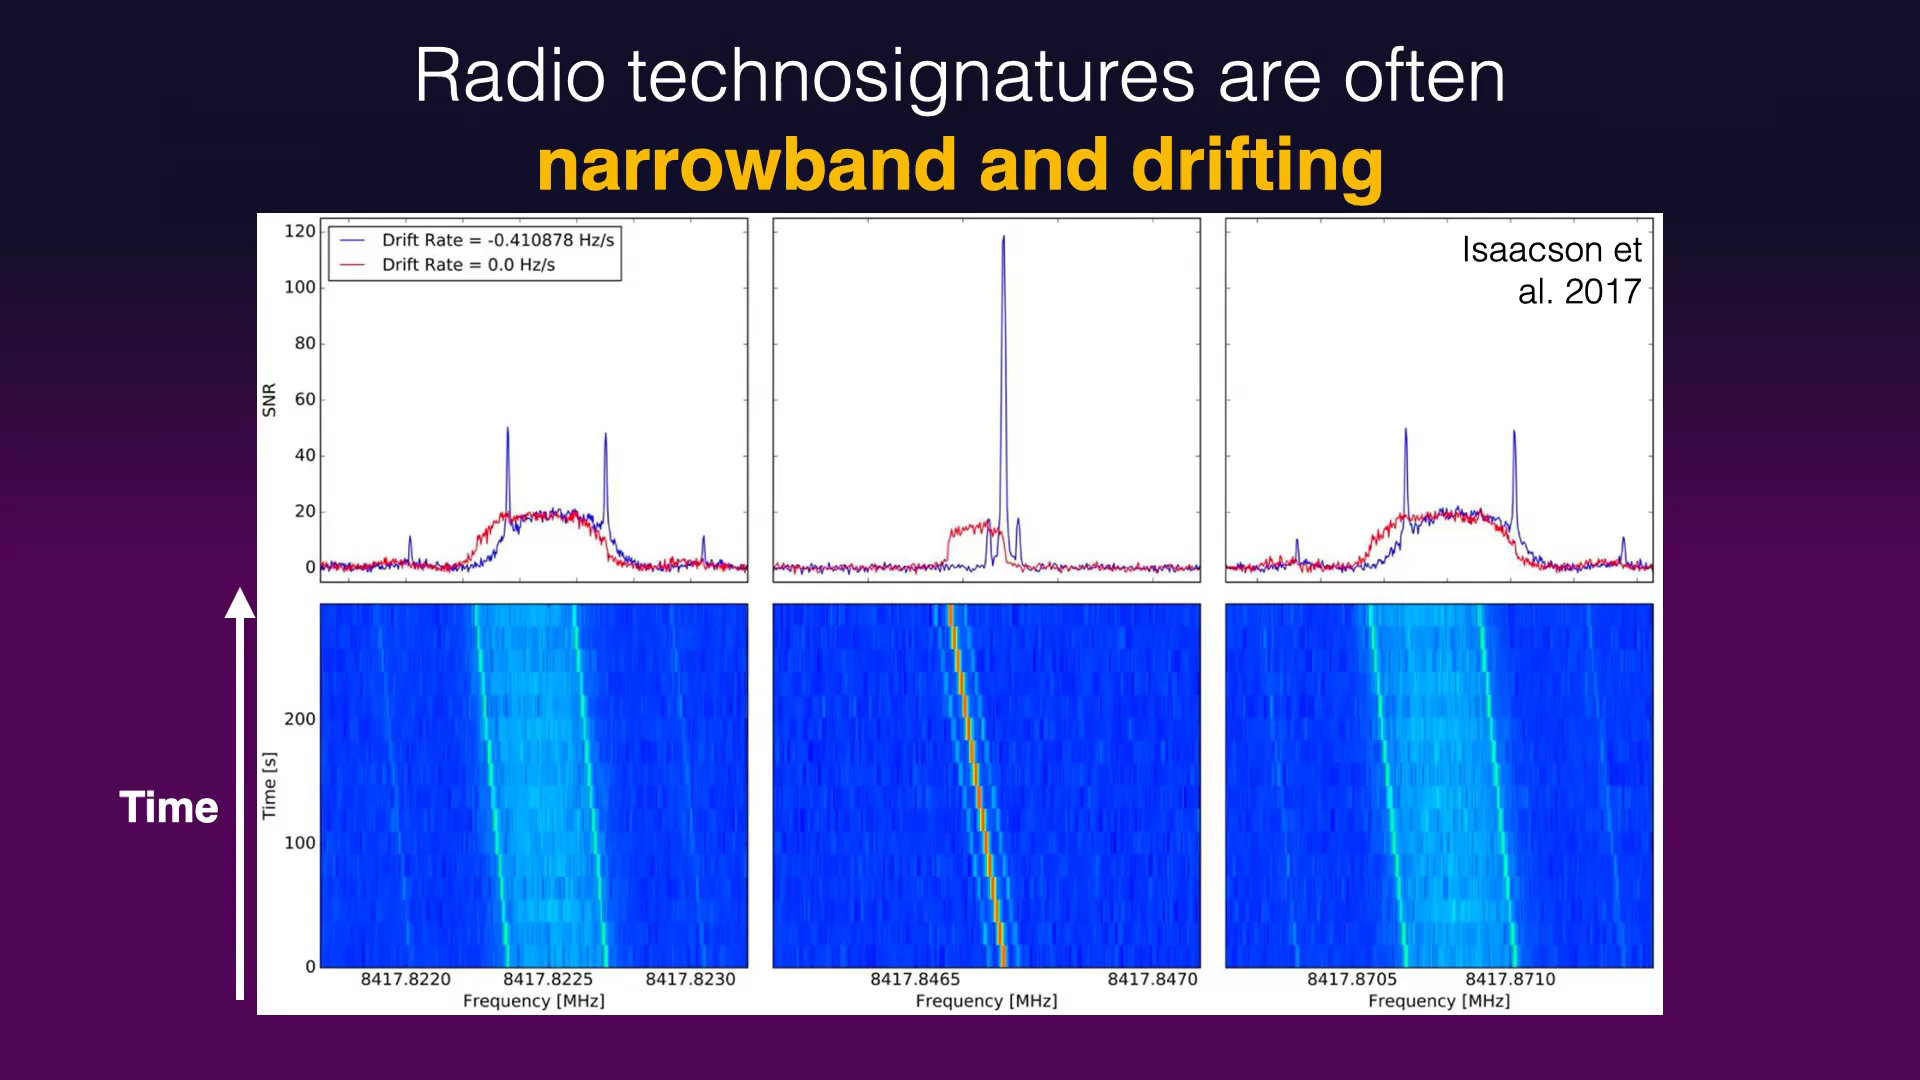 Radio technosignatures are often
narrowband and drifting
Isaacson et
al. 2017
Drift Rate = -0.410878 Hz/s
Drift Rate = 0.0 Hz/s
120
100
80
60
40
20
0
SNR
Time
Time [s]
200
100
0
8417.8220 8417.8225 8417.8230
Frequency [MHz]
8417.8465 8417.8470
Frequency [MHz]
8417.8705 8417.8710
Frequency [MHz]